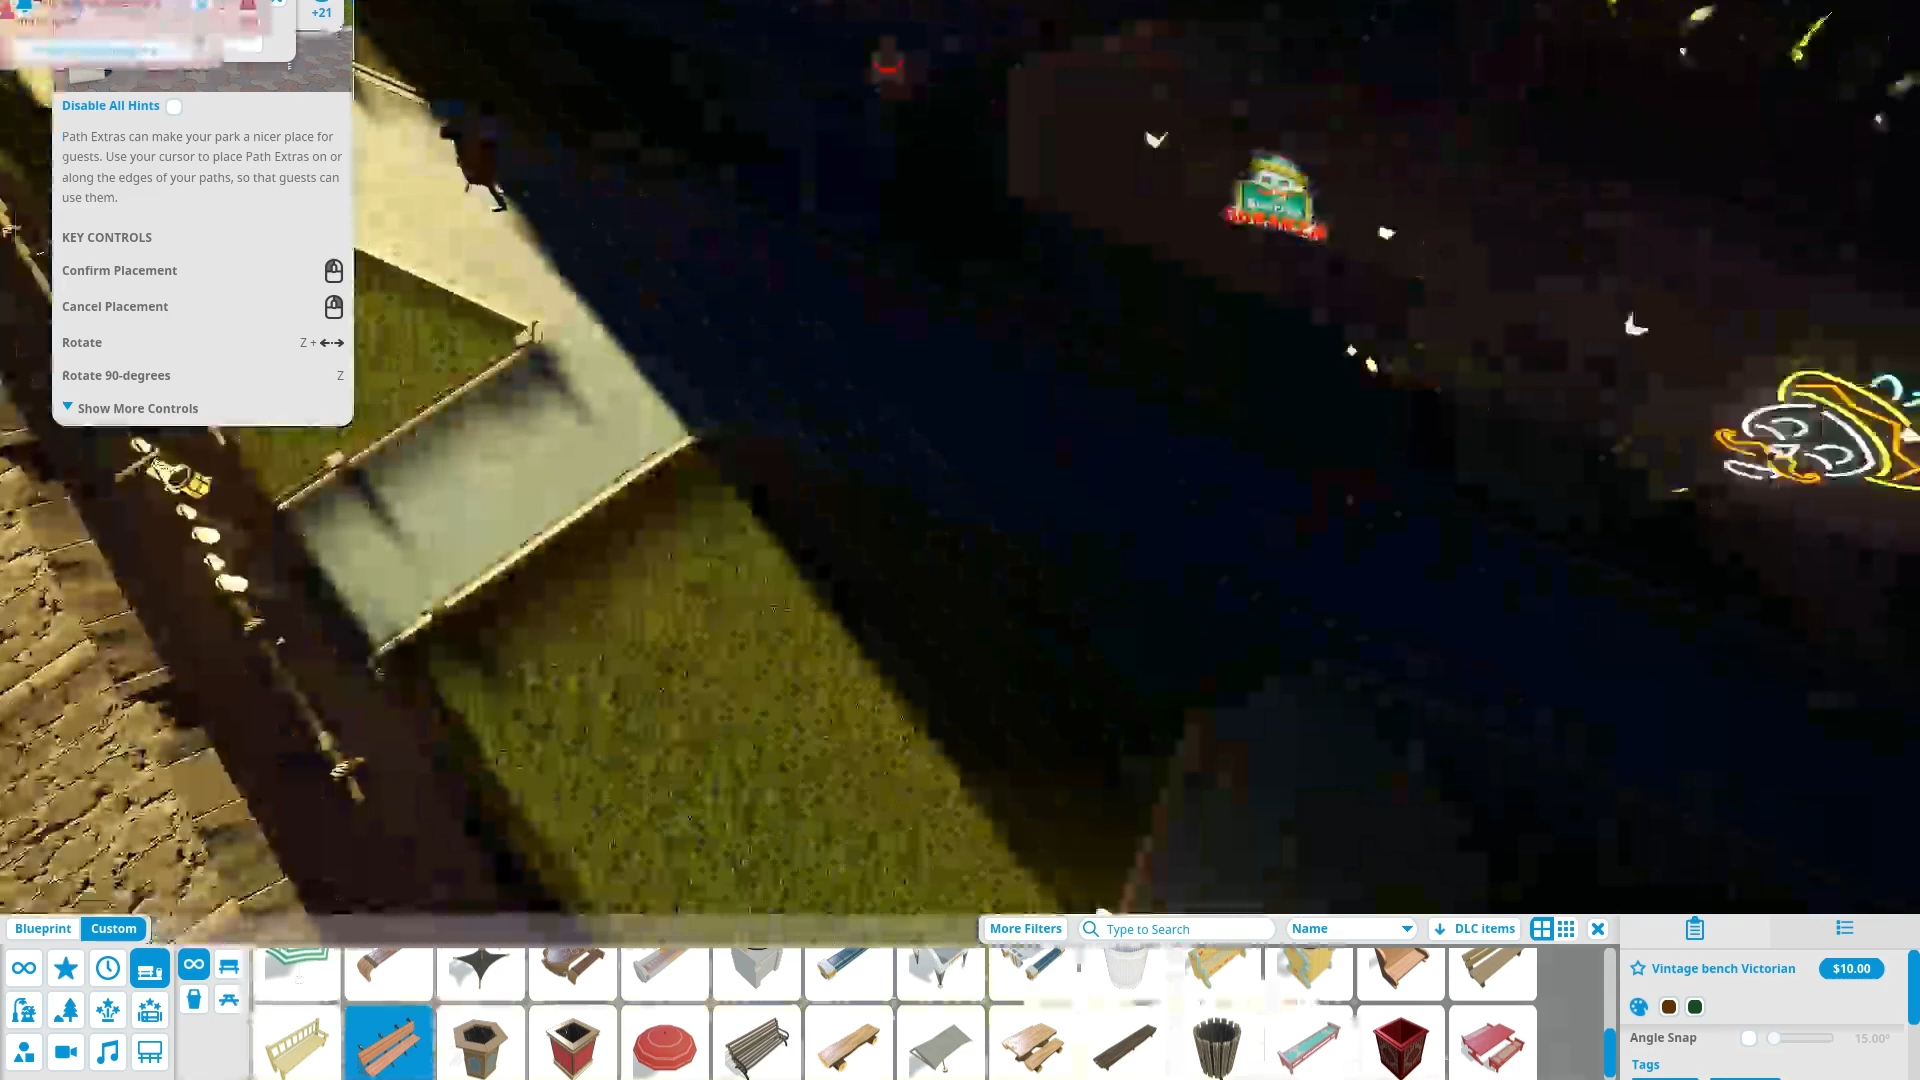 +21
Disable All Hints
Path Extras can make your park a nicer place for
guests. Use your cursor to place Path Extras on or
along the edges of your paths, so that guests can
use them.
KEY CONTROLS
Confirm Placement
Cancel Placement
Rotate Z +
Rotate 90-degrees Z
Show More Controls
Blueprint Custom More Filters Type to Search Name DLC items
Vintage bench Victorian $10.00
Angle Snap 15.00°
Tags